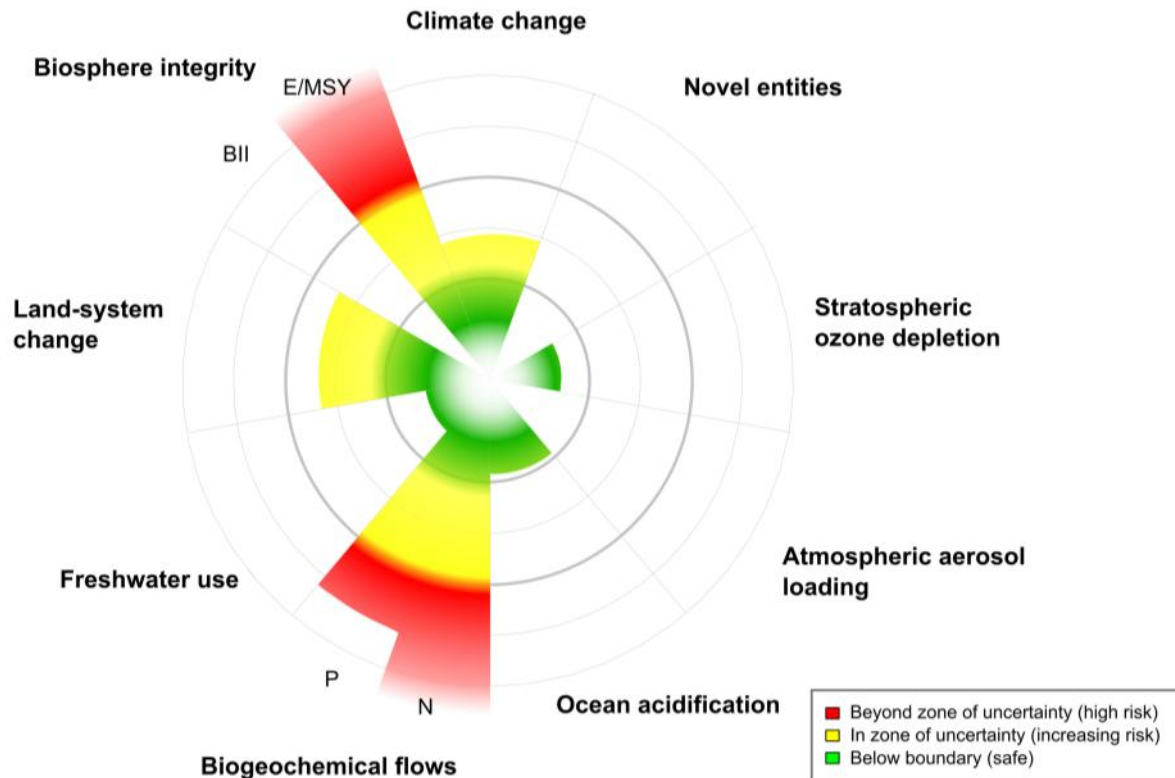 Climate change
Biosphere integrity
E/MSY
Novel entities
BII
Land-system
change
Stratospheric
ozone depletion
Freshwater use
Atmospheric aerosol
loading
P
N
Ocean acidification
Biogeochemical flows
Beyond zone of uncertainty (high risk)
In zone of uncertainty (increasing risk)
Below boundary (safe)